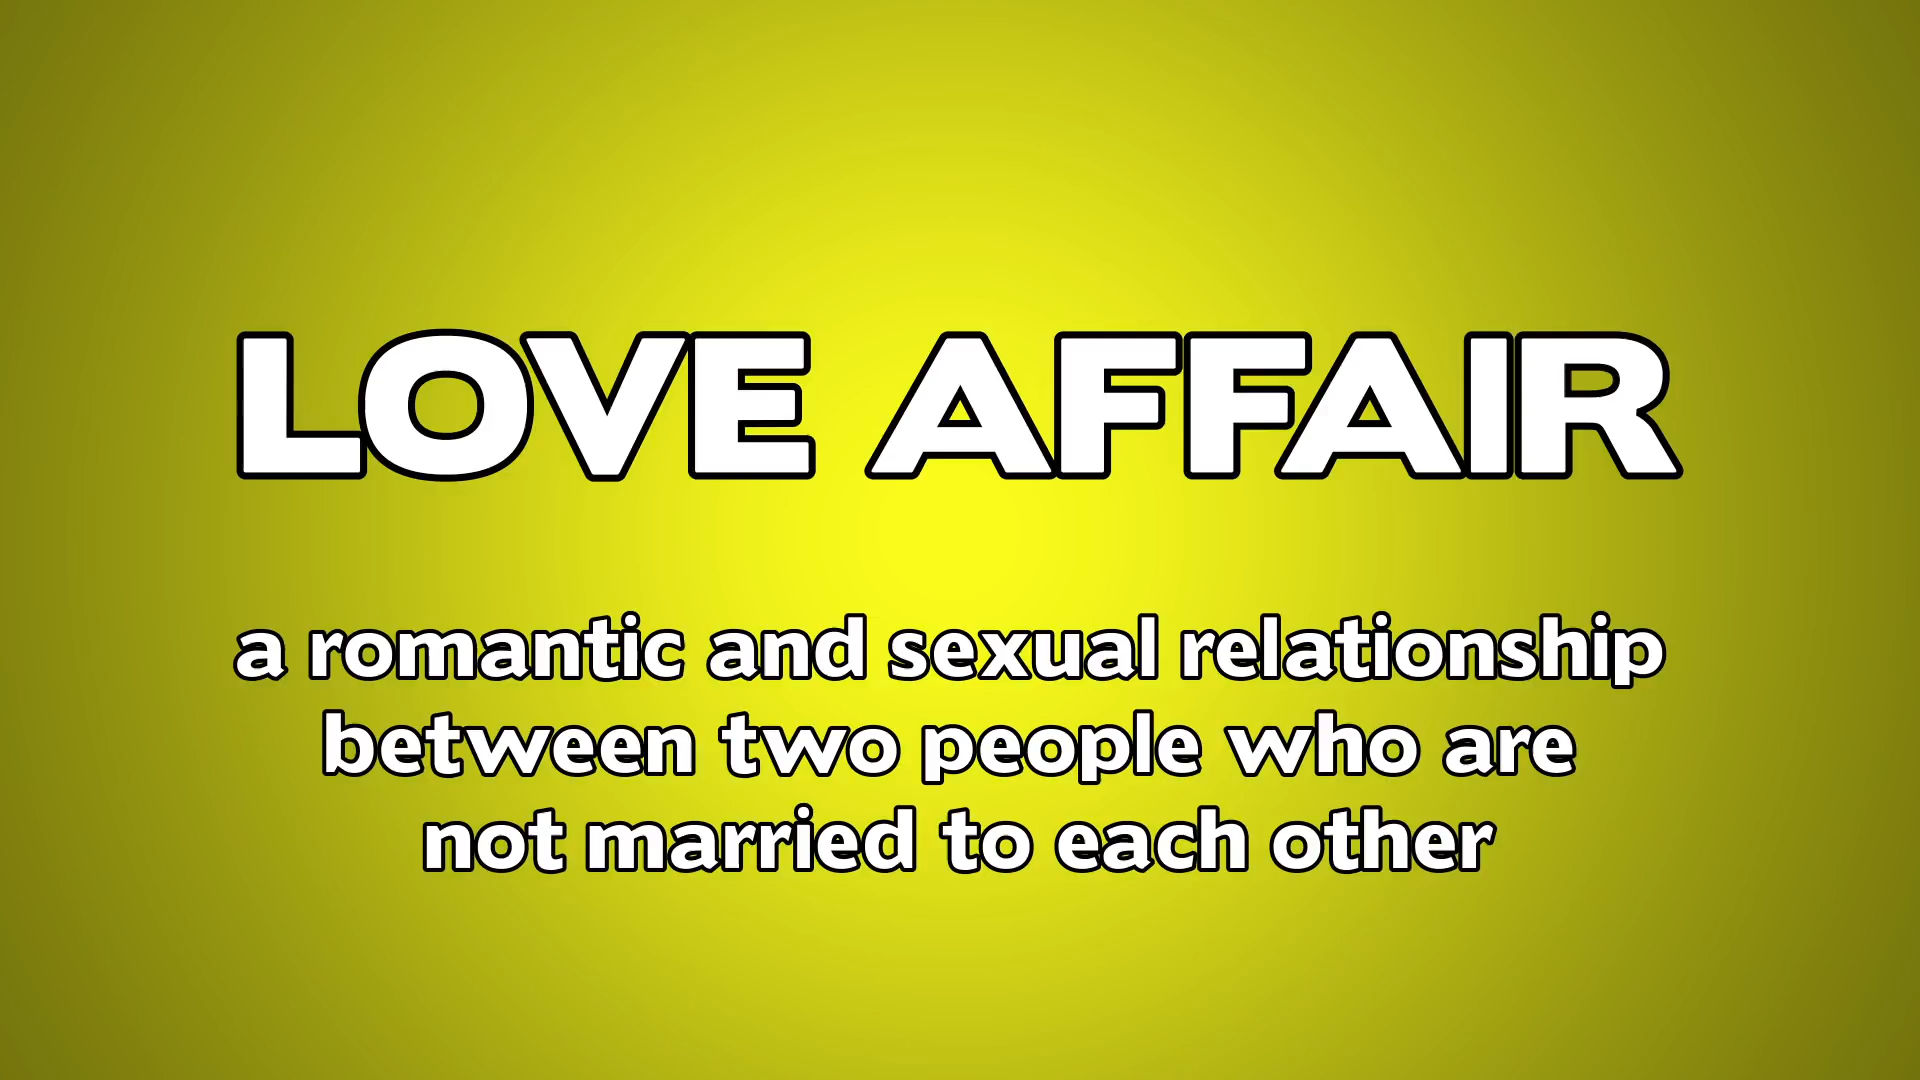 LOVE AFFAIR
a romantic and sexual relationship
between two people who are
not married to each other